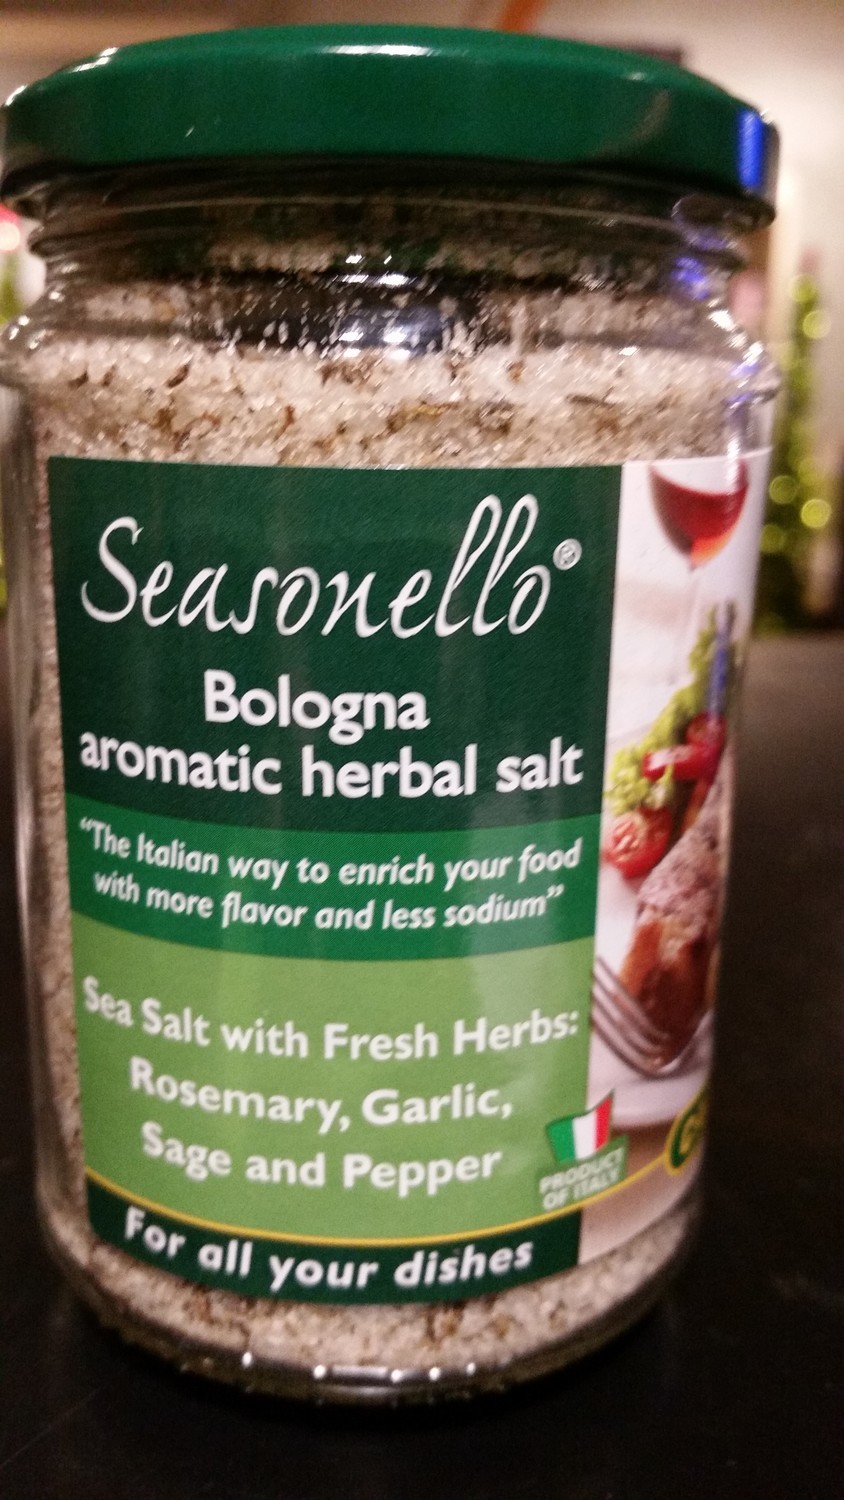 Seasonello®
Bologna
aromatic herbal salt
“The Italian way to enrich your food
with more flavor and less sodium”
Sea Salt with Fresh Herbs:
Rosemary, Garlic,
Sage and Pepper
PRODUCT
OF ITALY
For all your dishes